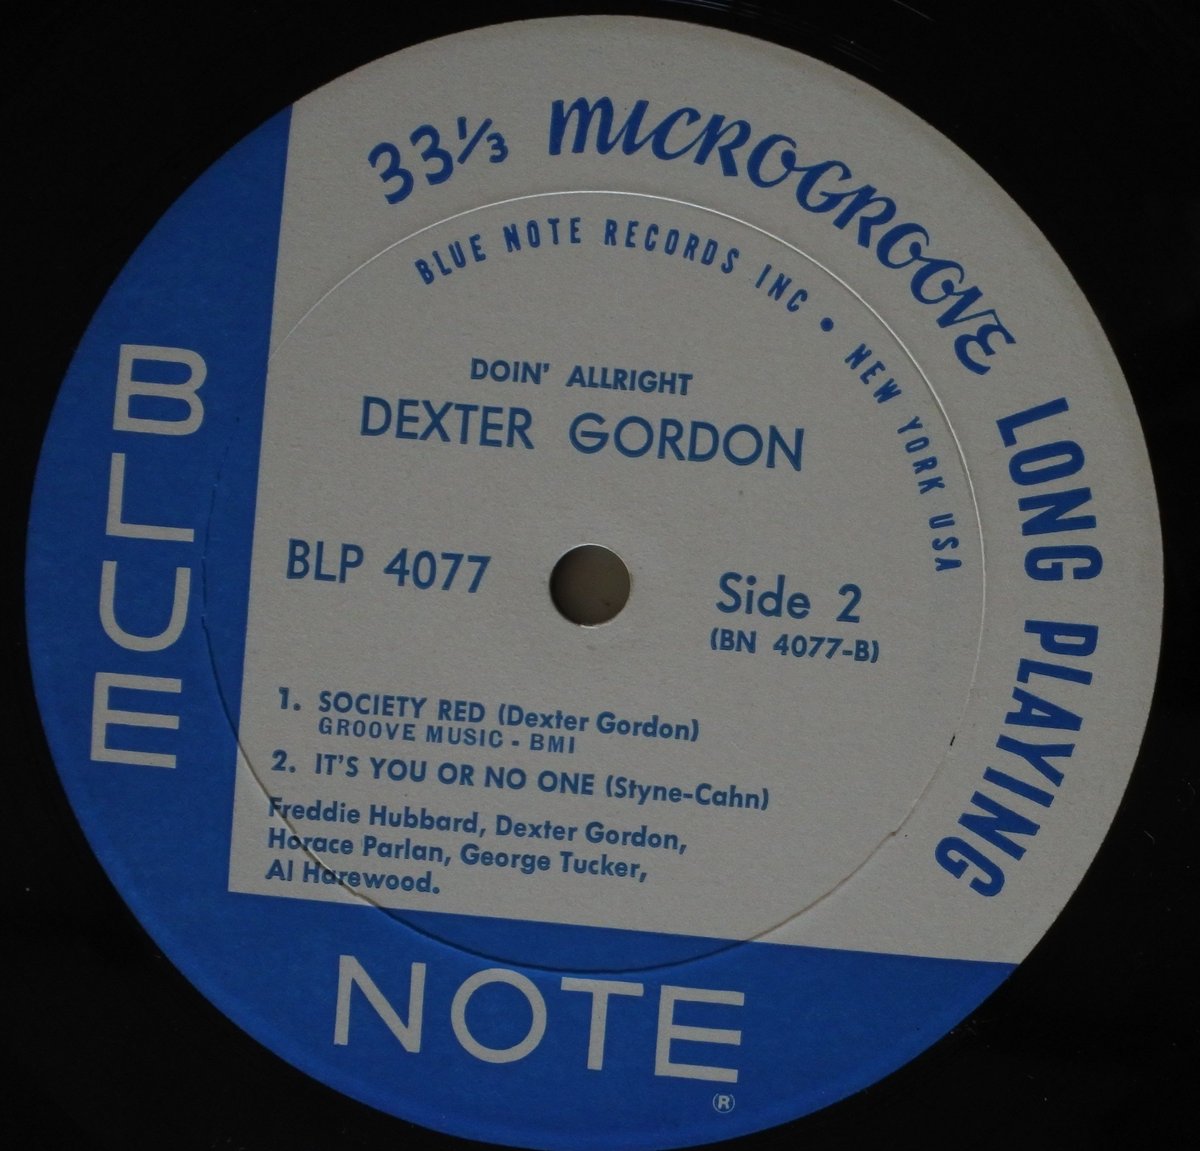 33⅓ MICROGROOVE LONG PLAYING
BLUE NOTE RECORDS INC • NEW YORK USA
DOIN' ALLRIGHT
DEXTER GORDON
BLP 4077
Side 2
(BN 4077-B)
1. SOCIETY RED (Dexter Gordon)
GROOVE MUSIC - BMI
2. IT'S YOU OR NO ONE (Styne-Cahn)
Freddie Hubbard, Dexter Gordon,
Horace Parlan, George Tucker,
Al Harewood.
BLUE
NOTE
®